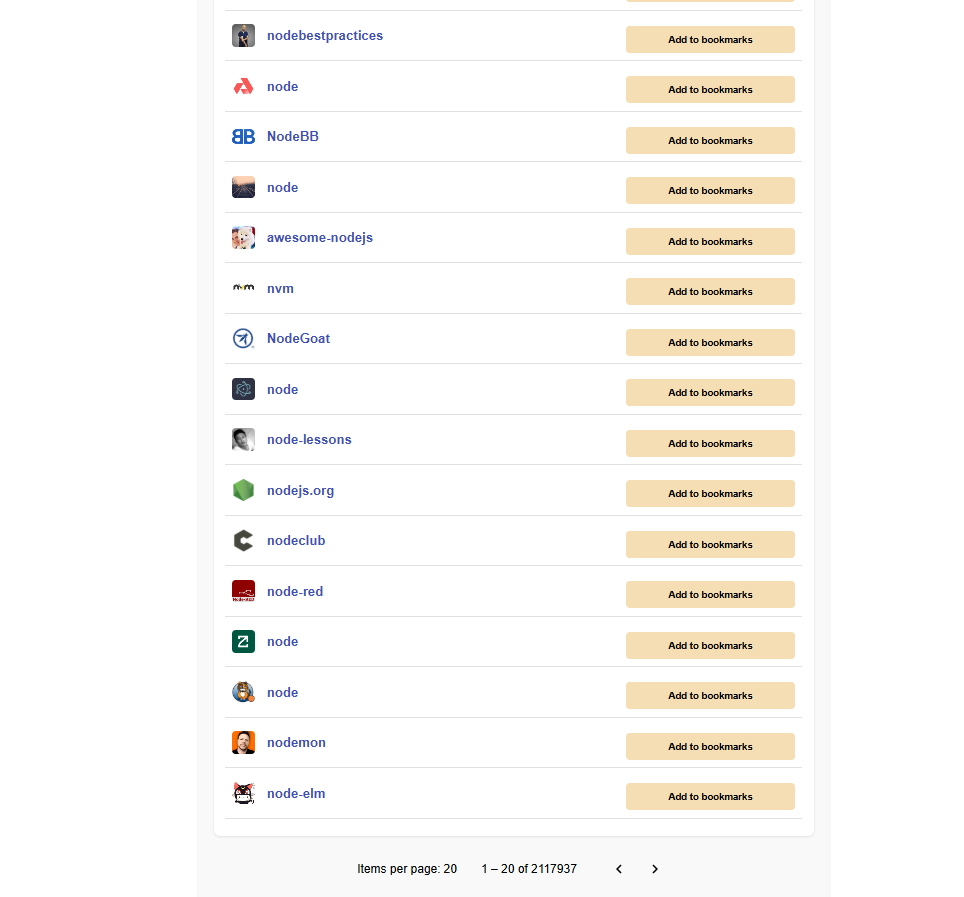 nodebestpractices Add to bookmarks
node Add to bookmarks
BB NodeBB Add to bookmarks
node Add to bookmarks
awesome-nodejs Add to bookmarks
nvm nvm Add to bookmarks
NodeGoat Add to bookmarks
node Add to bookmarks
node-lessons Add to bookmarks
nodejs.org Add to bookmarks
nodeclub Add to bookmarks
Node-RED node-red Add to bookmarks
node Add to bookmarks
node Add to bookmarks
nodemon Add to bookmarks
node-elm Add to bookmarks
Items per page: 20 1 – 20 of 2117937